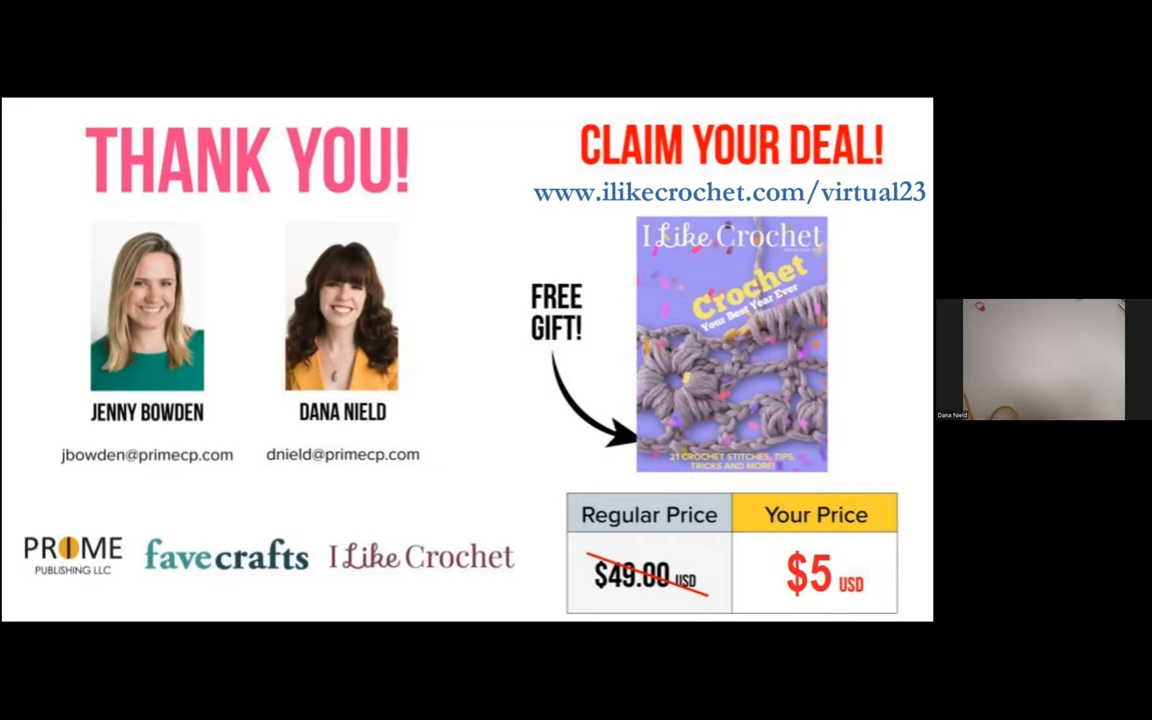 THANK YOU!
JENNY BOWDEN
jbowden@primecp.com
DANA NIELD
dnield@primecp.com
PRIME
PUBLISHING LLC
favecrafts
I Like Crochet
CLAIM YOUR DEAL!
www.ilikecrochet.com/virtual23
FREE
GIFT!
I Like Crochet
Crochet
Your Best Year Ever
21 CROCHET STITCHES, TIPS,
TRICKS AND MORE!
Regular Price
Your Price
$49.00 USD
$5 USD
Dana Nield